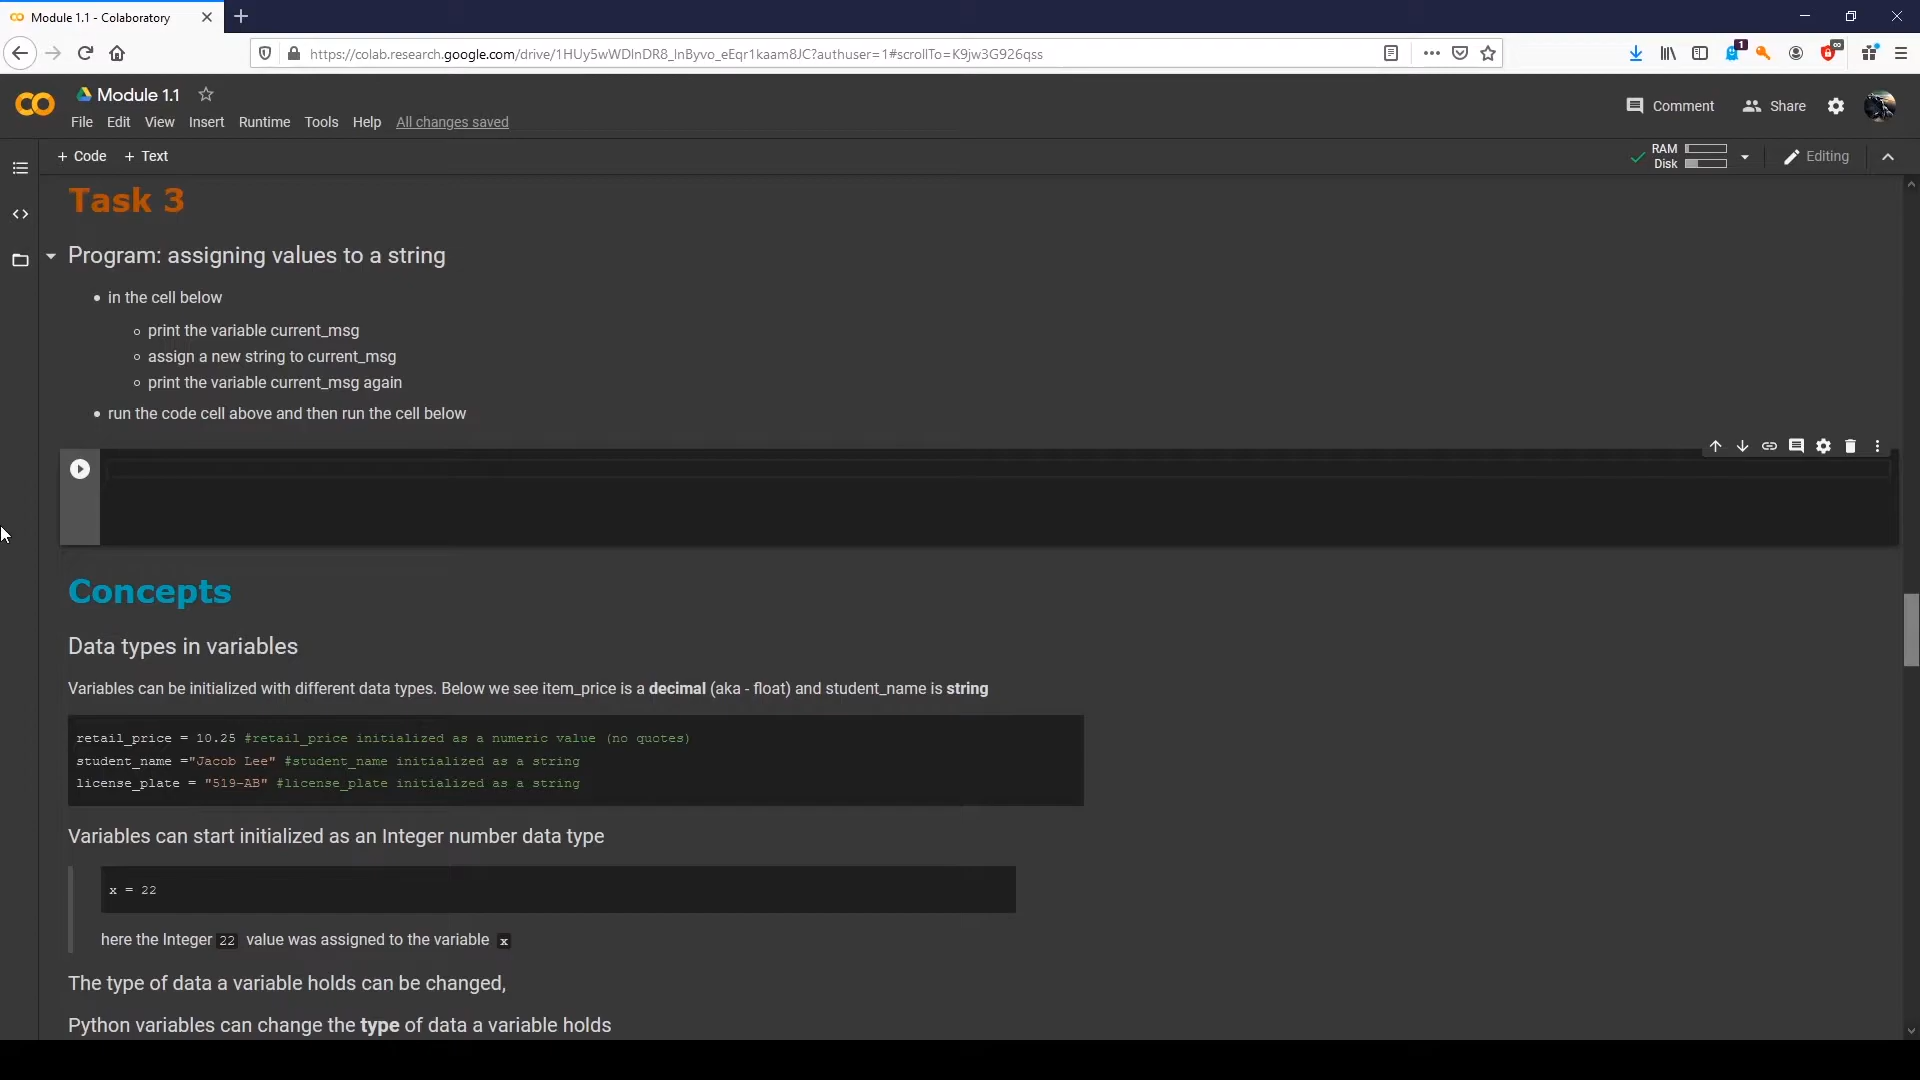 Module 1.1 - Colaboratory
https://colab.research.google.com/drive/1HUy5wWDlnDR8_lnByvo_eEqr1kaam8JC?authuser=1#scrollTo=K9jw3G926qss
1
∞
CO
Module 1.1
Comment Share
File Edit View Insert Runtime Tools Help All changes saved
+ Code + Text
RAM
Disk
Editing
Task 3
Program: assigning values to a string
• in the cell below
◦ print the variable current_msg
◦ assign a new string to current_msg
◦ print the variable current_msg again
• run the code cell above and then run the cell below
Concepts
Data types in variables
Variables can be initialized with different data types. Below we see item_price is a decimal (aka - float) and student_name is string
retail_price = 10.25 #retail_price initialized as a numeric value (no quotes)
student_name ="Jacob Lee" #student_name initialized as a string
license_plate = "519-AB" #license_plate initialized as a string
Variables can start initialized as an Integer number data type
x = 22
here the Integer 22 value was assigned to the variable x
The type of data a variable holds can be changed,
Python variables can change the type of data a variable holds